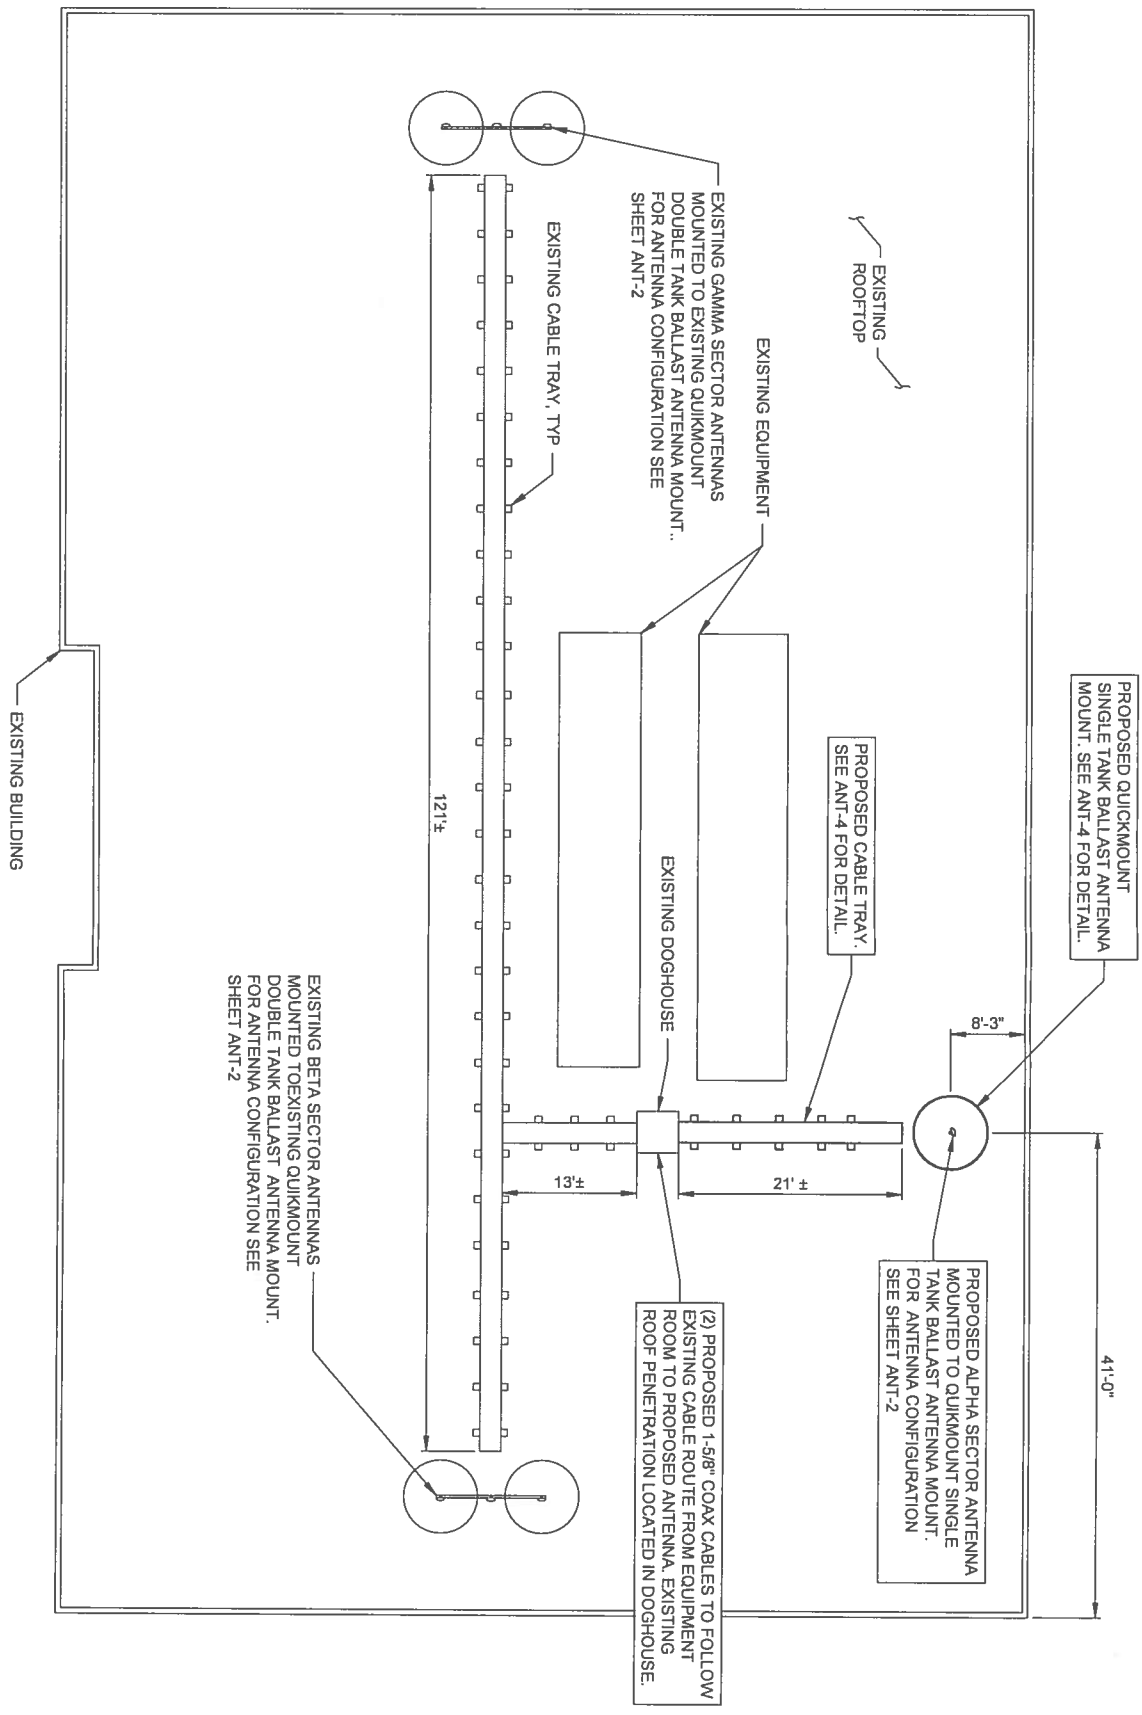 PROPOSED QUICKMOUNT
SINGLE TANK BALLAST ANTENNA
MOUNT. SEE ANT-4 FOR DETAIL.
8'-3"
41'-0"
EXISTING
ROOFTOP
PROPOSED ALPHA SECTOR ANTENNA
MOUNTED TO QUIKMOUNT SINGLE
TANK BALLAST ANTENNA MOUNT.
FOR ANTENNA CONFIGURATION
SEE SHEET ANT-2
PROPOSED CABLE TRAY.
SEE ANT-4 FOR DETAIL.
21' ±
EXISTING EQUIPMENT
EXISTING GAMMA SECTOR ANTENNAS
MOUNTED TO EXISTING QUIKMOUNT
DOUBLE TANK BALLAST ANTENNA MOUNT..
FOR ANTENNA CONFIGURATION SEE
SHEET ANT-2
EXISTING DOGHOUSE
(2) PROPOSED 1-5/8" COAX CABLES TO FOLLOW
EXISTING CABLE ROUTE FROM EQUIPMENT
ROOM TO PROPOSED ANTENNA. EXISTING
ROOF PENETRATION LOCATED IN DOGHOUSE.
13'±
EXISTING CABLE TRAY, TYP
121'±
EXISTING BETA SECTOR ANTENNAS
MOUNTED TOEXISTING QUIKMOUNT
DOUBLE TANK BALLAST ANTENNA MOUNT.
FOR ANTENNA CONFIGURATION SEE
SHEET ANT-2
EXISTING BUILDING